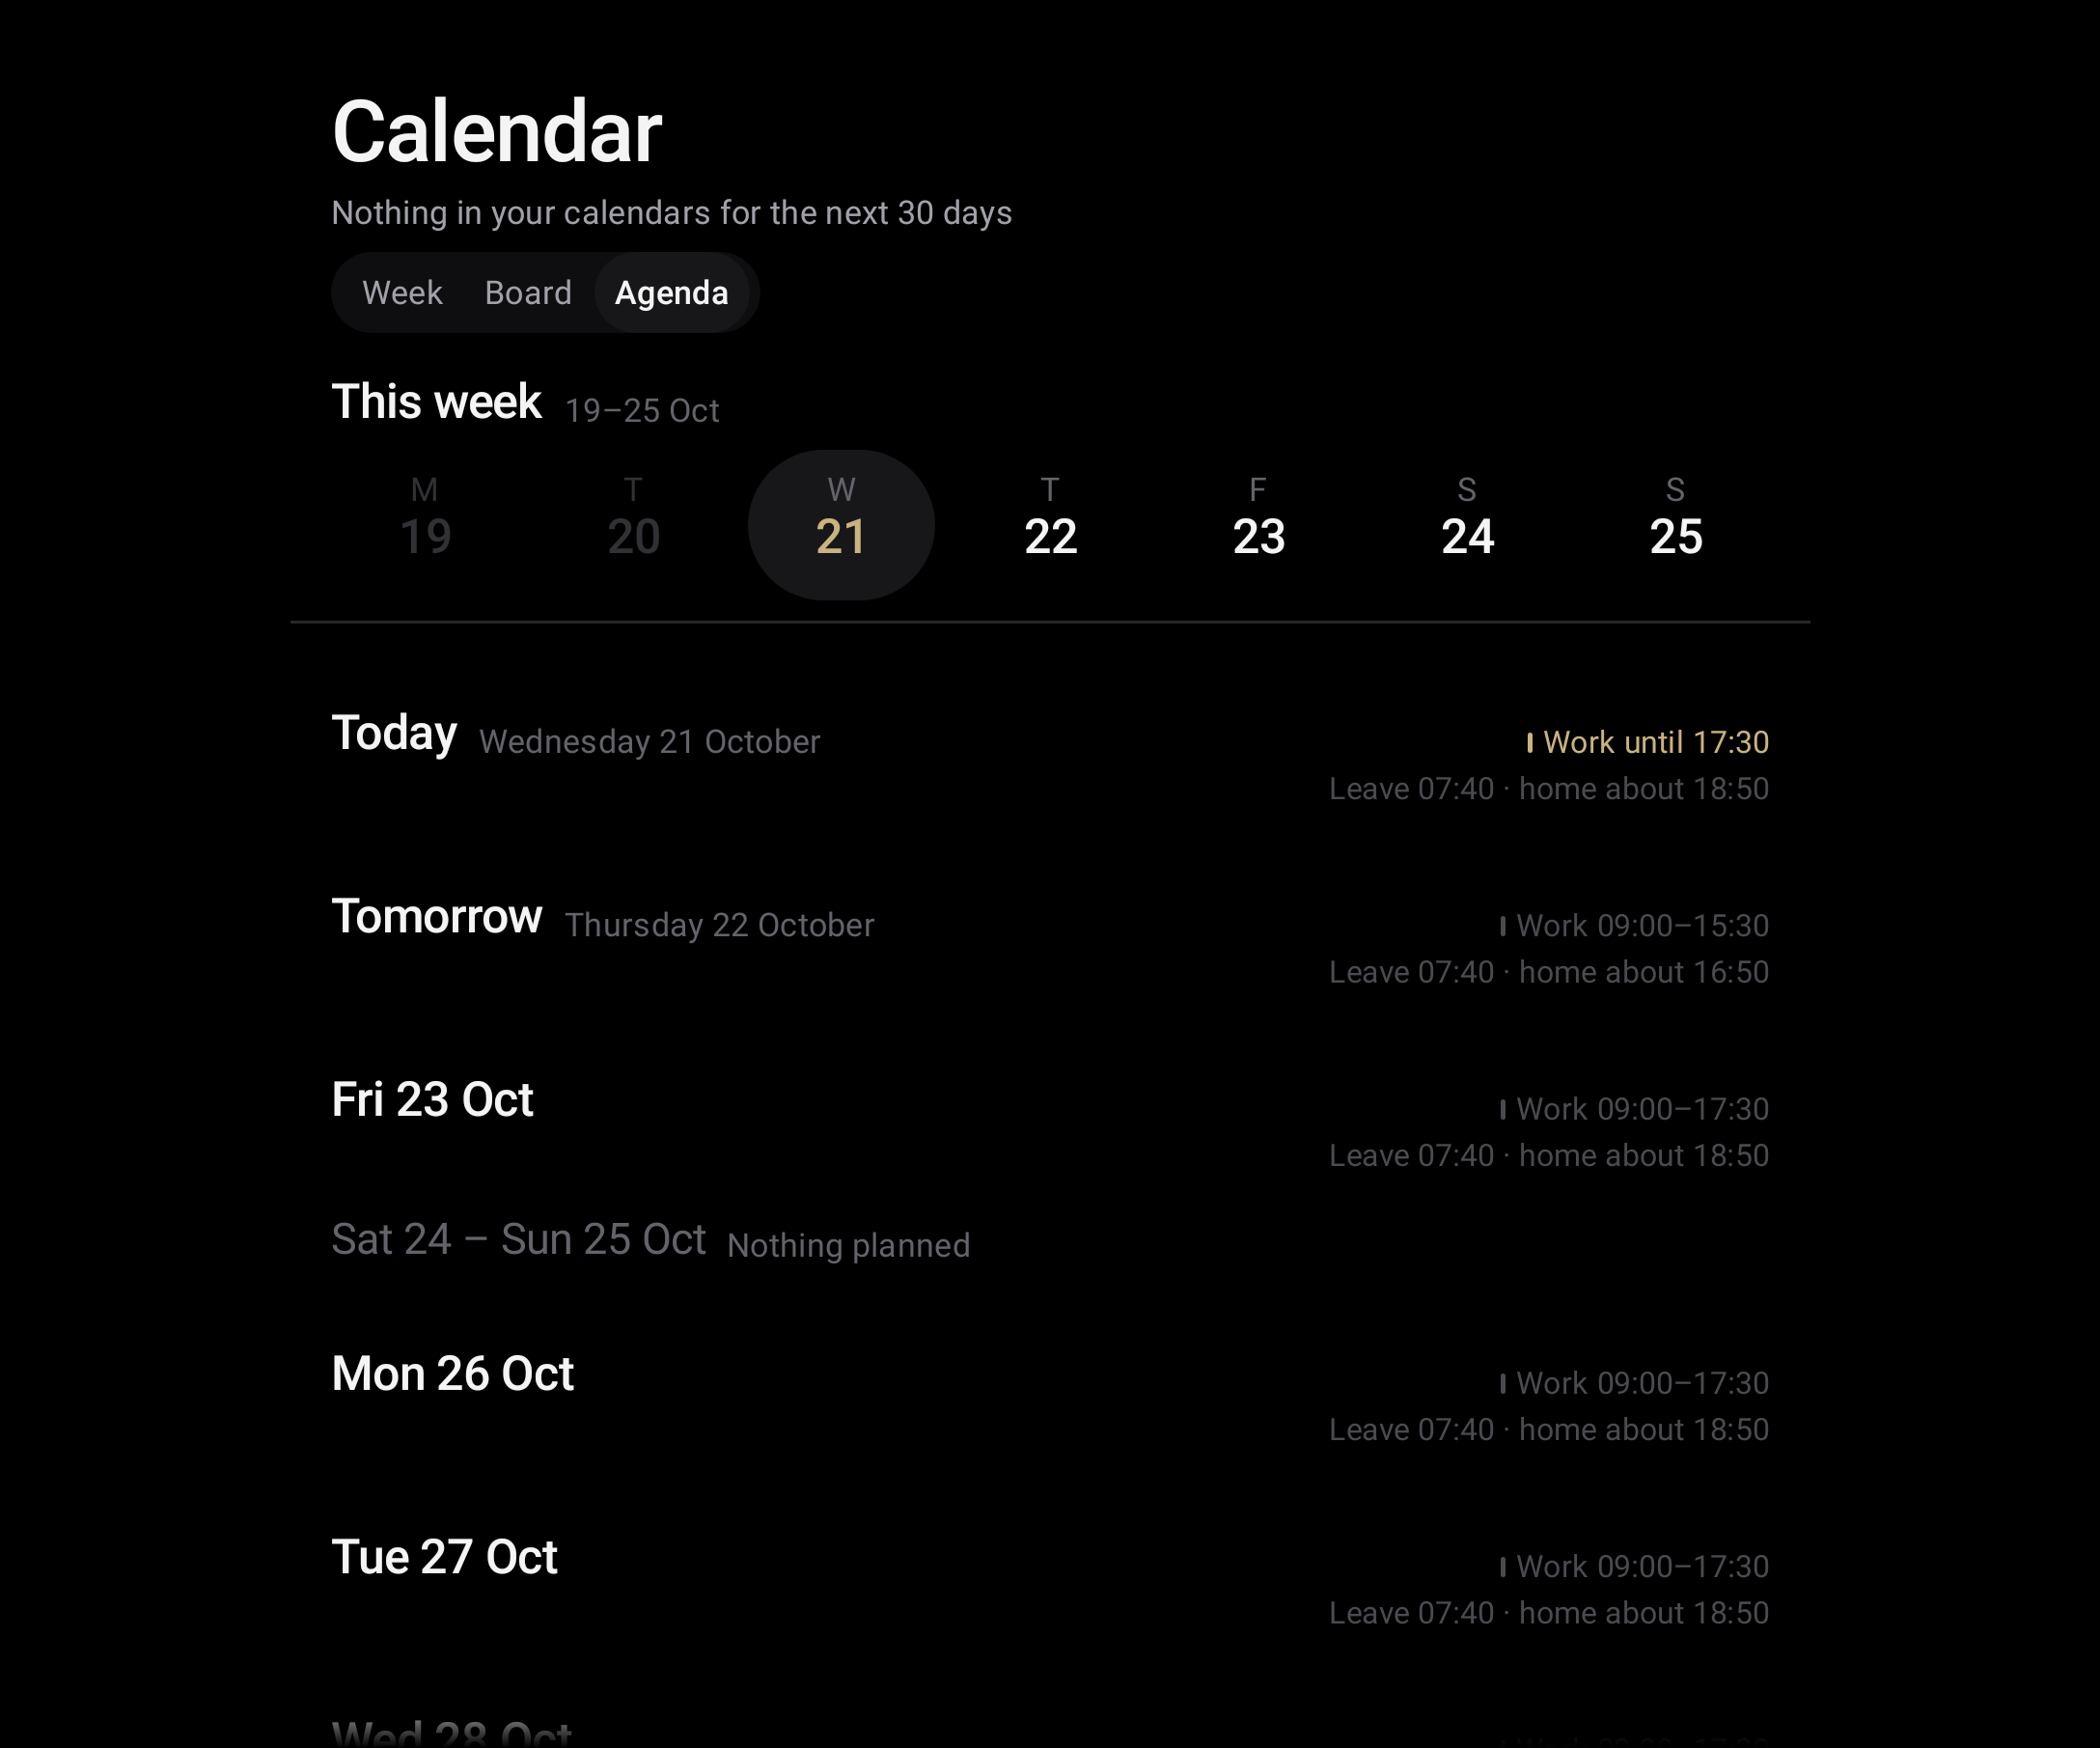 Calendar
Nothing in your calendars for the next 30 days
Week Board Agenda
This week 19–25 Oct
M T W T F S S
19 20 21 22 23 24 25
Today Wednesday 21 October Work until 17:30
Leave 07:40 · home about 18:50
Tomorrow Thursday 22 October Work 09:00–15:30
Leave 07:40 · home about 16:50
Fri 23 Oct Work 09:00–17:30
Leave 07:40 · home about 18:50
Sat 24 – Sun 25 Oct Nothing planned
Mon 26 Oct Work 09:00–17:30
Leave 07:40 · home about 18:50
Tue 27 Oct Work 09:00–17:30
Leave 07:40 · home about 18:50
Wed 28 Oct